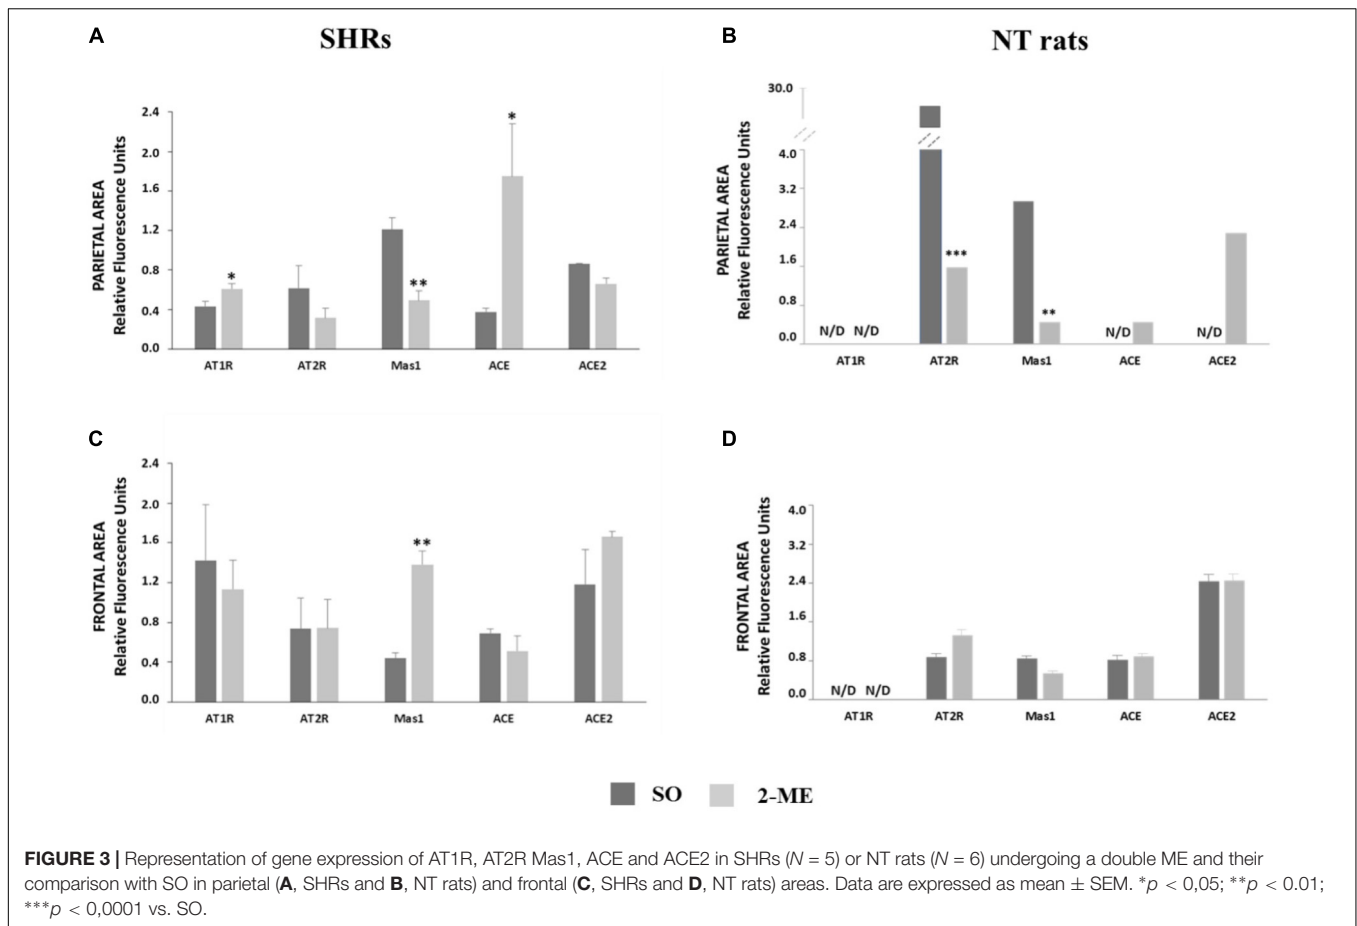 A
SHRs
B
NT rats
PARIETAL AREA
Relative Fluorescence Units
2.4
2.0
1.6
1.2
0.8
0.4
0.0
*
**
*
AT1R AT2R Mas1 ACE ACE2
PARIETAL AREA
Relative Fluorescence Units
30.0
4.0
3.2
2.4
1.6
0.8
0.0
N/D N/D
***
**
N/D
N/D
AT1R AT2R Mas1 ACE ACE2
C
FRONTAL AREA
Relative Fluorescence Units
2.4
2.0
1.6
1.2
0.8
0.4
0.0
**
AT1R AT2R Mas1 ACE ACE2
D
FRONTAL AREA
Relative Fluorescence Units
4.0
3.2
2.4
1.6
0.8
0.0
N/D N/D
AT1R AT2R Mas1 ACE ACE2
SO 2-ME
FIGURE 3 | Representation of gene expression of AT1R, AT2R Mas1, ACE and ACE2 in SHRs (N = 5) or NT rats (N = 6) undergoing a double ME and their
comparison with SO in parietal (A, SHRs and B, NT rats) and frontal (C, SHRs and D, NT rats) areas. Data are expressed as mean ± SEM. *p < 0,05; **p < 0.01;
***p < 0,0001 vs. SO.